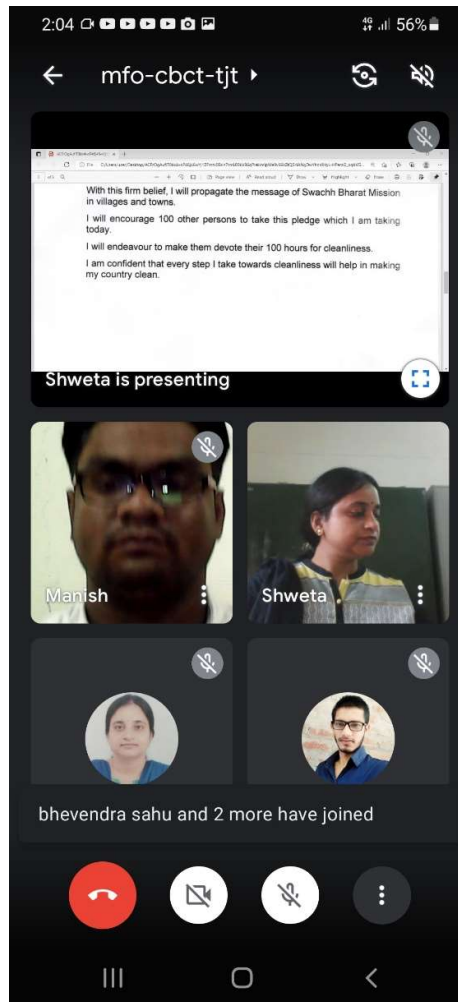 2:04
4G 56%
mfo-cbct-tjt
With this firm belief, I will propagate the message of Swachh Bharat Mission
in villages and towns.
I will encourage 100 other persons to take this pledge which I am taking
today.
I will endeavour to make them devote their 100 hours for cleanliness.
I am confident that every step I take towards cleanliness will help in making
my country clean.
Shweta is presenting
Manish
Shweta
bhevendra sahu and 2 more have joined